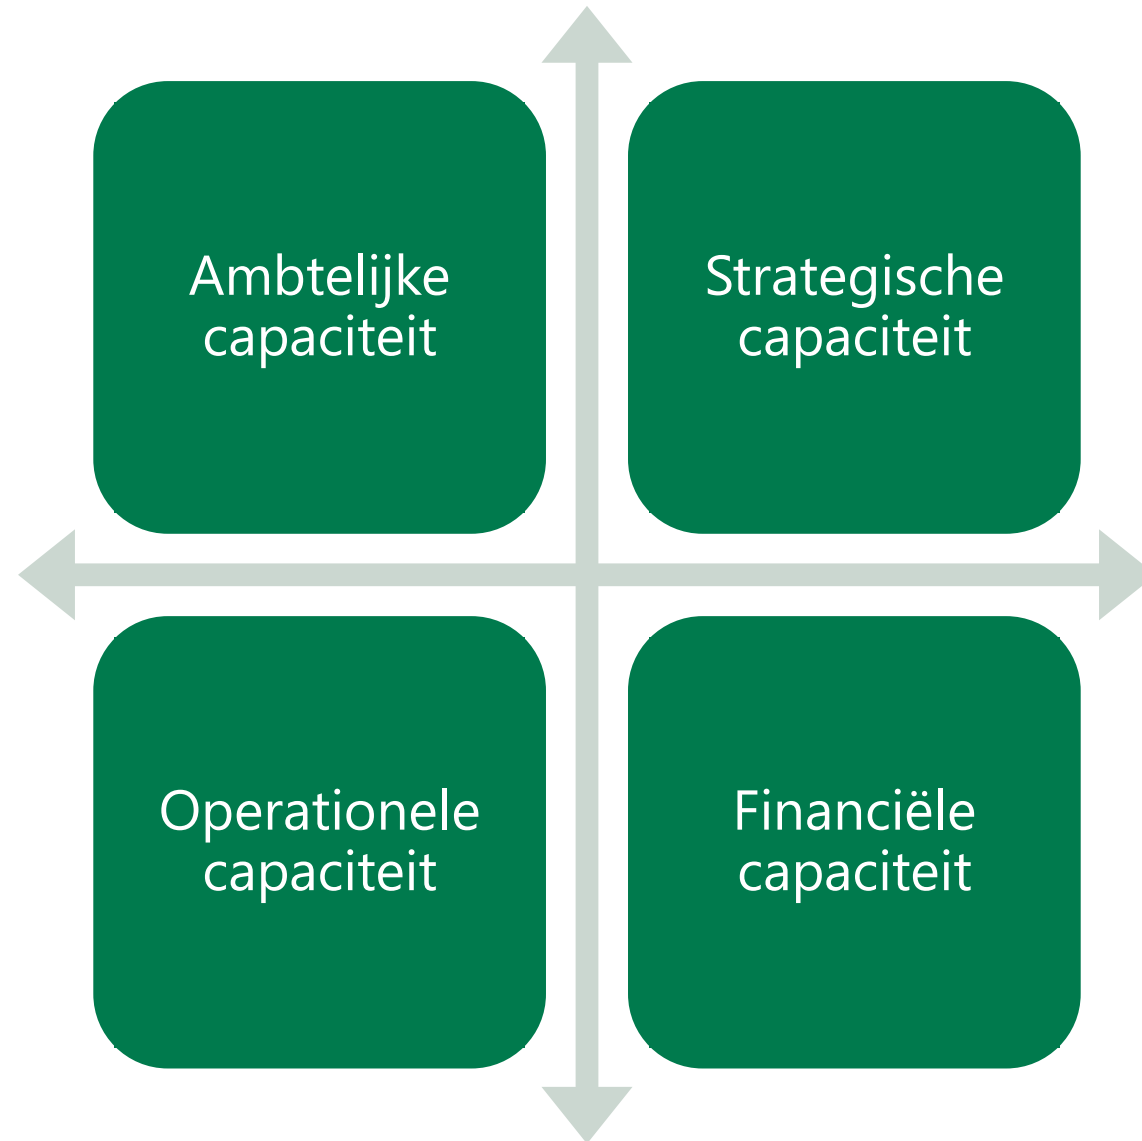 Ambtelijke
capaciteit
Strategische
capaciteit
Operationele
capaciteit
Financiële
capaciteit